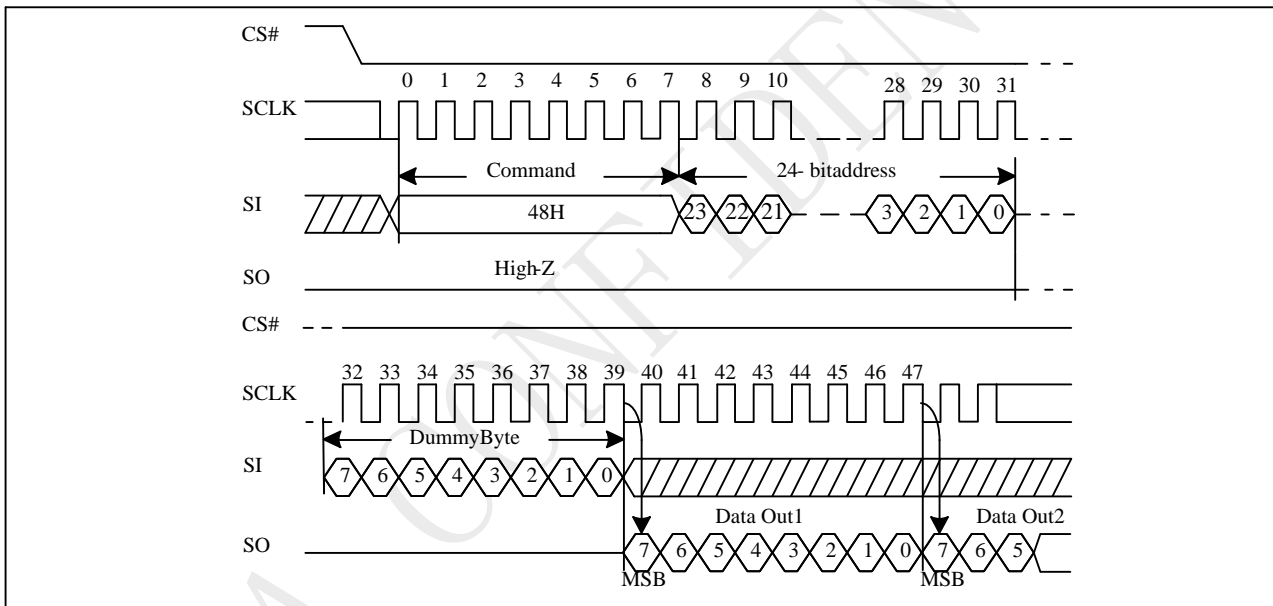 CS#
0 1 2 3 4 5 6 7 8 9 10 28 29 30 31
SCLK
Command 24- bitaddress
SI
48H 23 22 21 3 2 1 0
High-Z
SO
CS#
32 33 34 35 36 37 38 39 40 41 42 43 44 45 46 47
SCLK
DummyByte
SI
7 6 5 4 3 2 1 0
Data Out1 Data Out2
SO
7 6 5 4 3 2 1 0 7 6 5
MSB MSB
CONFIDEN
A